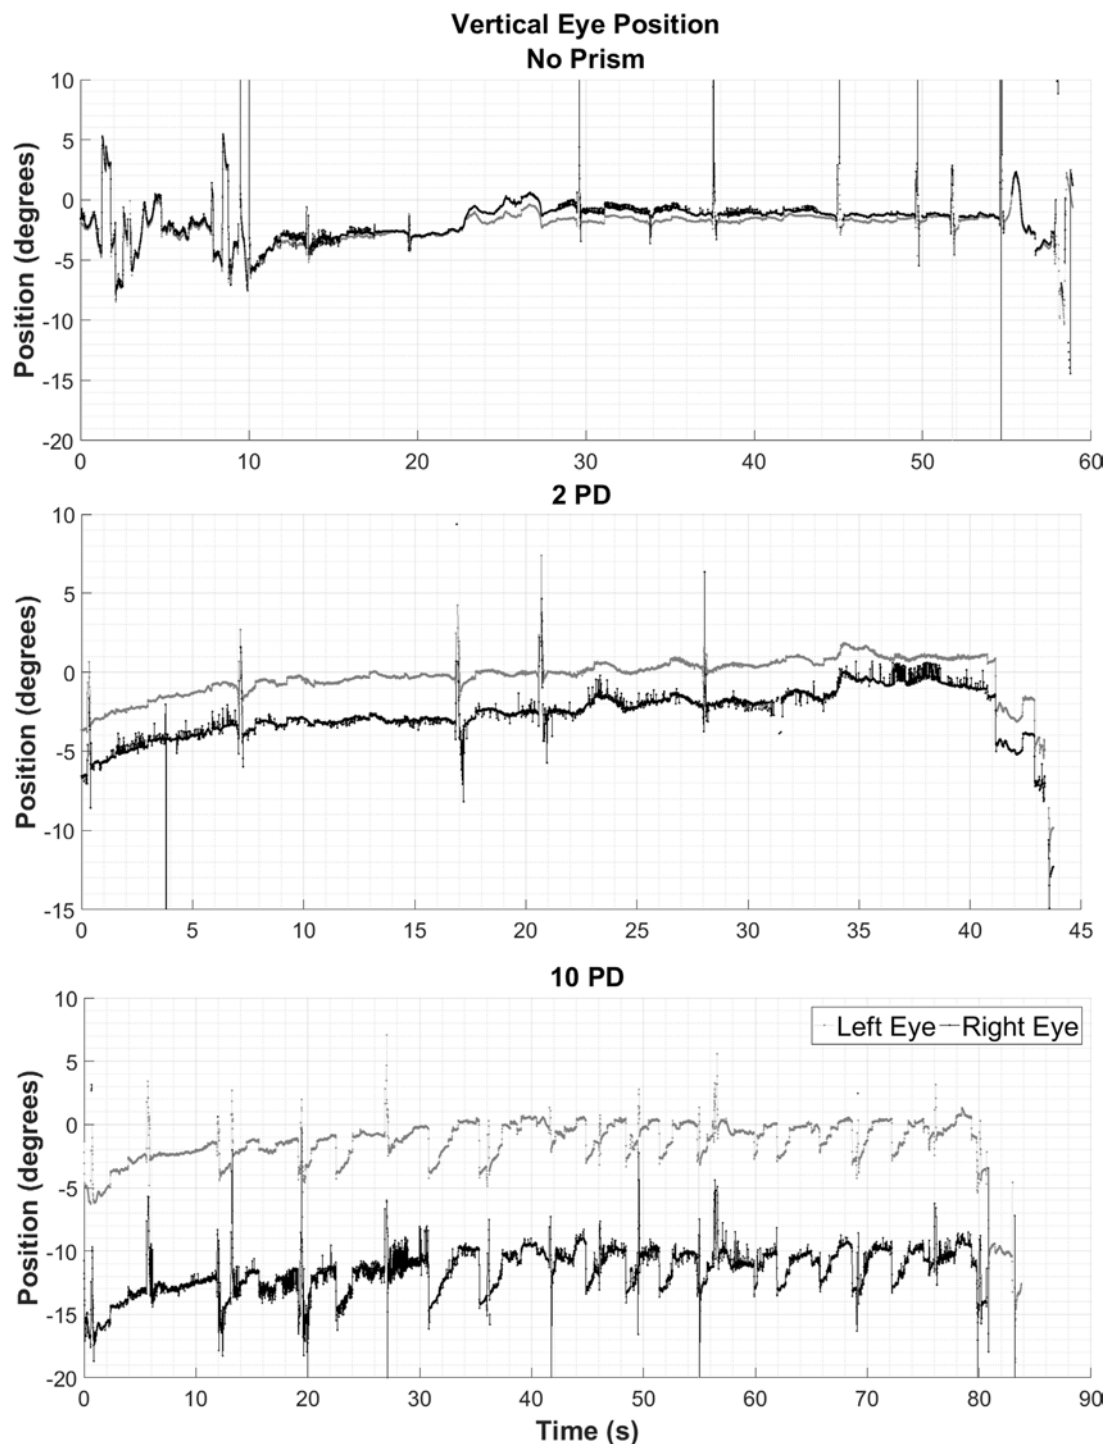 Vertical Eye Position
No Prism
Position (degrees)
10
5
0
-5
-10
-15
-20
0 10 20 30 40 50 60
2 PD
Position (degrees)
10
5
0
-5
-10
-15
0 5 10 15 20 25 30 35 40 45
10 PD
Left Eye Right Eye
Position (degrees)
10
5
0
-5
-10
-15
-20
0 10 20 30 40 50 60 70 80 90
Time (s)